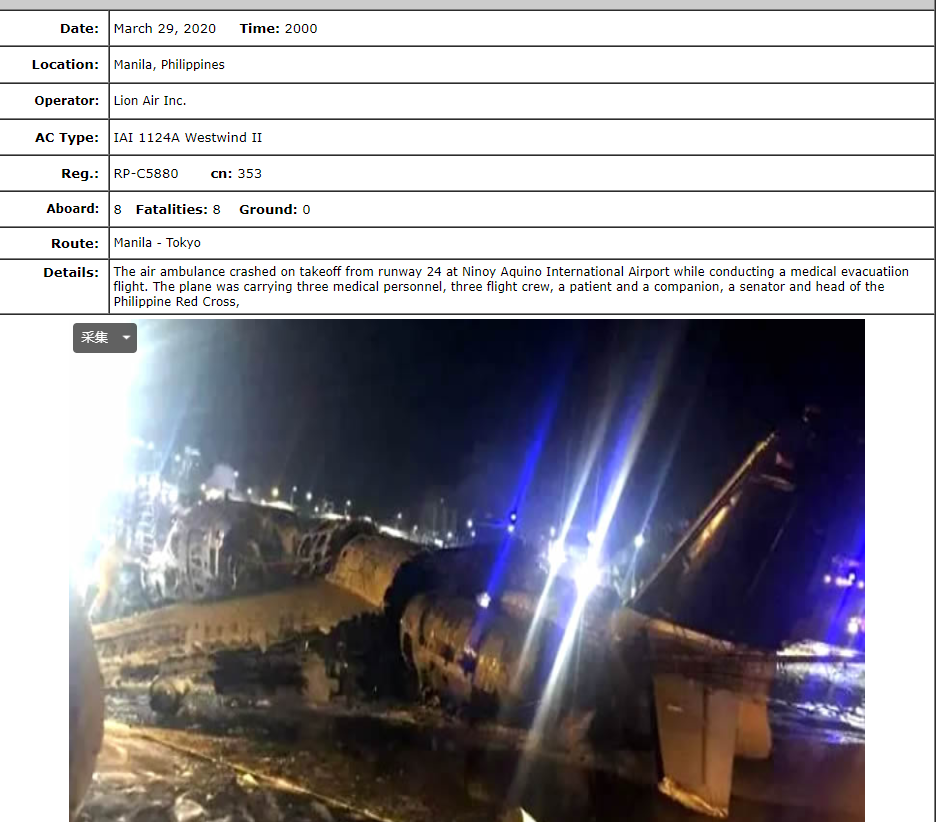 Date: March 29, 2020 Time: 2000
Location: Manila, Philippines
Operator: Lion Air Inc.
AC Type: IAI 1124A Westwind II
Reg.: RP-C5880 cn: 353
Aboard: 8 Fatalities: 8 Ground: 0
Route: Manila - Tokyo
Details: The air ambulance crashed on takeoff from runway 24 at Ninoy Aquino International Airport while conducting a medical evacuatiion
flight. The plane was carrying three medical personnel, three flight crew, a patient and a companion, a senator and head of the
Philippine Red Cross,
采集